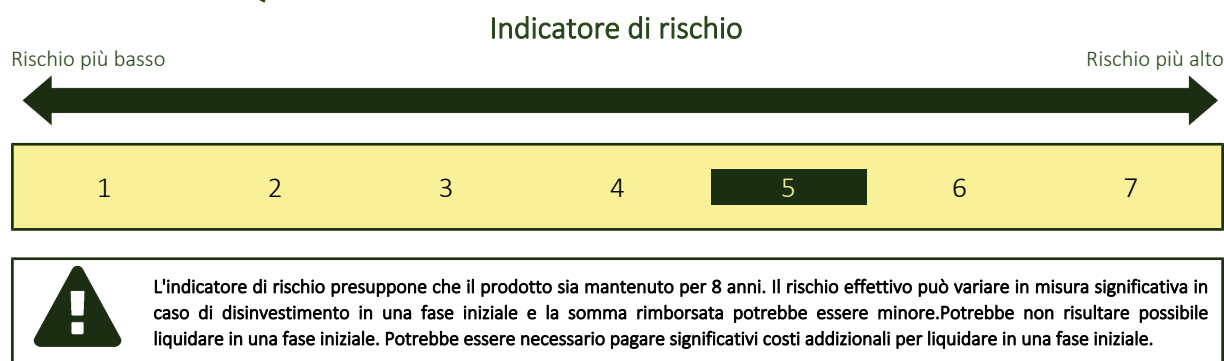 Indicatore di rischio
Rischio più basso
Rischio più alto
1 2 3 4 5 6 7
L'indicatore di rischio presuppone che il prodotto sia mantenuto per 8 anni. Il rischio effettivo può variare in misura significativa in
caso di disinvestimento in una fase iniziale e la somma rimborsata potrebbe essere minore.Potrebbe non risultare possibile
liquidare in una fase iniziale. Potrebbe essere necessario pagare significativi costi addizionali per liquidare in una fase iniziale.